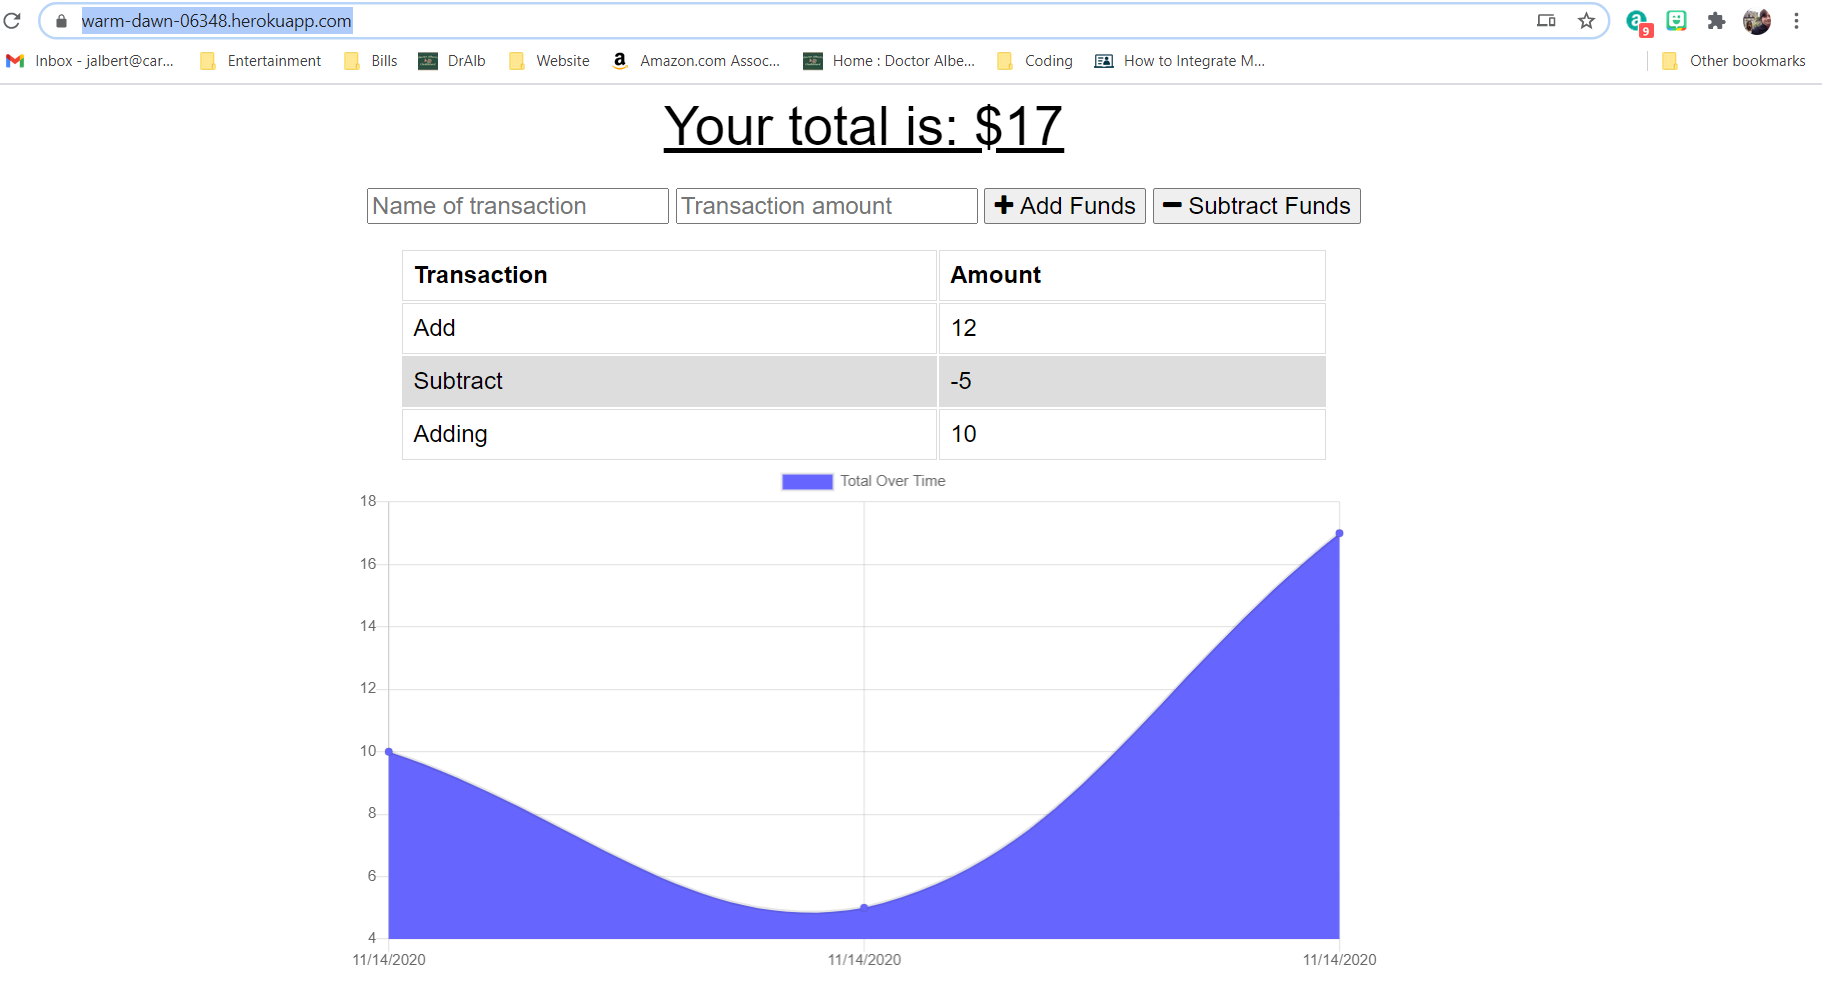 warm-dawn-06348.herokuapp.com
9
Inbox - jalbert@car... Entertainment Bills DrAlb Website Amazon.com Assoc... Home : Doctor Albe... Coding How to Integrate M... Other bookmarks
Your total is: $17
Name of transaction Transaction amount Add Funds Subtract Funds
Transaction Amount
Add 12
Subtract -5
Adding 10
Total Over Time
18
16
14
12
10
8
6
4
11/14/2020 11/14/2020 11/14/2020